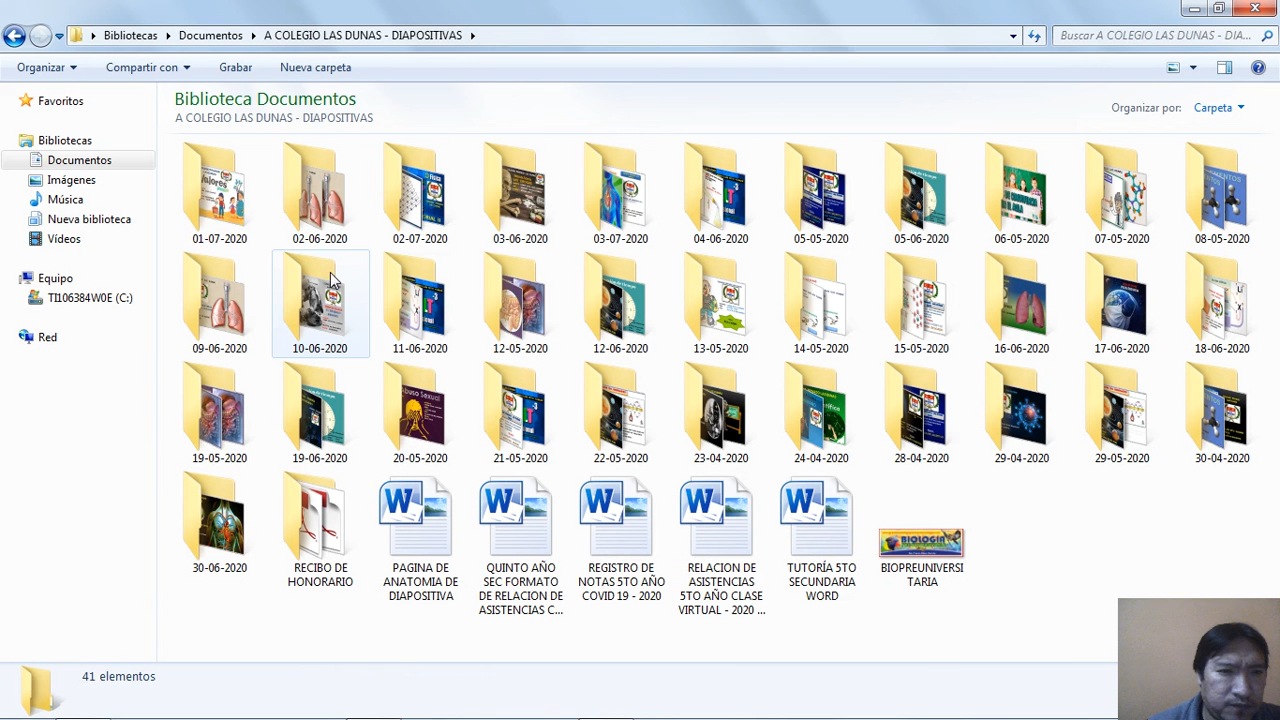 Bibliotecas Documentos A COLEGIO LAS DUNAS - DIAPOSITIVAS
Buscar A COLEGIO LAS DUNAS - DIA...
Organizar Compartir con Grabar Nueva carpeta
Favoritos
Bibliotecas
Documentos
Imágenes
Música
Nueva biblioteca
Vídeos
Equipo
TI106384W0E (C:)
Red
Biblioteca Documentos
A COLEGIO LAS DUNAS - DIAPOSITIVAS
Organizar por: Carpeta
01-07-2020 02-06-2020 02-07-2020 03-06-2020 03-07-2020 04-06-2020 05-05-2020 05-06-2020 06-05-2020 07-05-2020 08-05-2020
09-06-2020 10-06-2020 11-06-2020 12-05-2020 12-06-2020 13-05-2020 14-05-2020 15-05-2020 16-06-2020 17-06-2020 18-06-2020
19-05-2020 19-06-2020 20-05-2020 21-05-2020 22-05-2020 23-04-2020 24-04-2020 28-04-2020 29-04-2020 29-05-2020 30-04-2020
30-06-2020
RECIBO DE
HONORARIO
PAGINA DE
ANATOMIA DE
DIAPOSITIVA
QUINTO AÑO
SEC FORMATO
DE RELACION DE
ASISTENCIAS C...
REGISTRO DE
NOTAS 5TO AÑO
COVID 19 - 2020
RELACION DE
ASISTENCIAS
5TO AÑO CLASE
VIRTUAL - 2020 ...
TUTORÍA 5TO
SECUNDARIA
WORD
BIOLOGIA
BIOPREUNIVERSI
TARIA
41 elementos